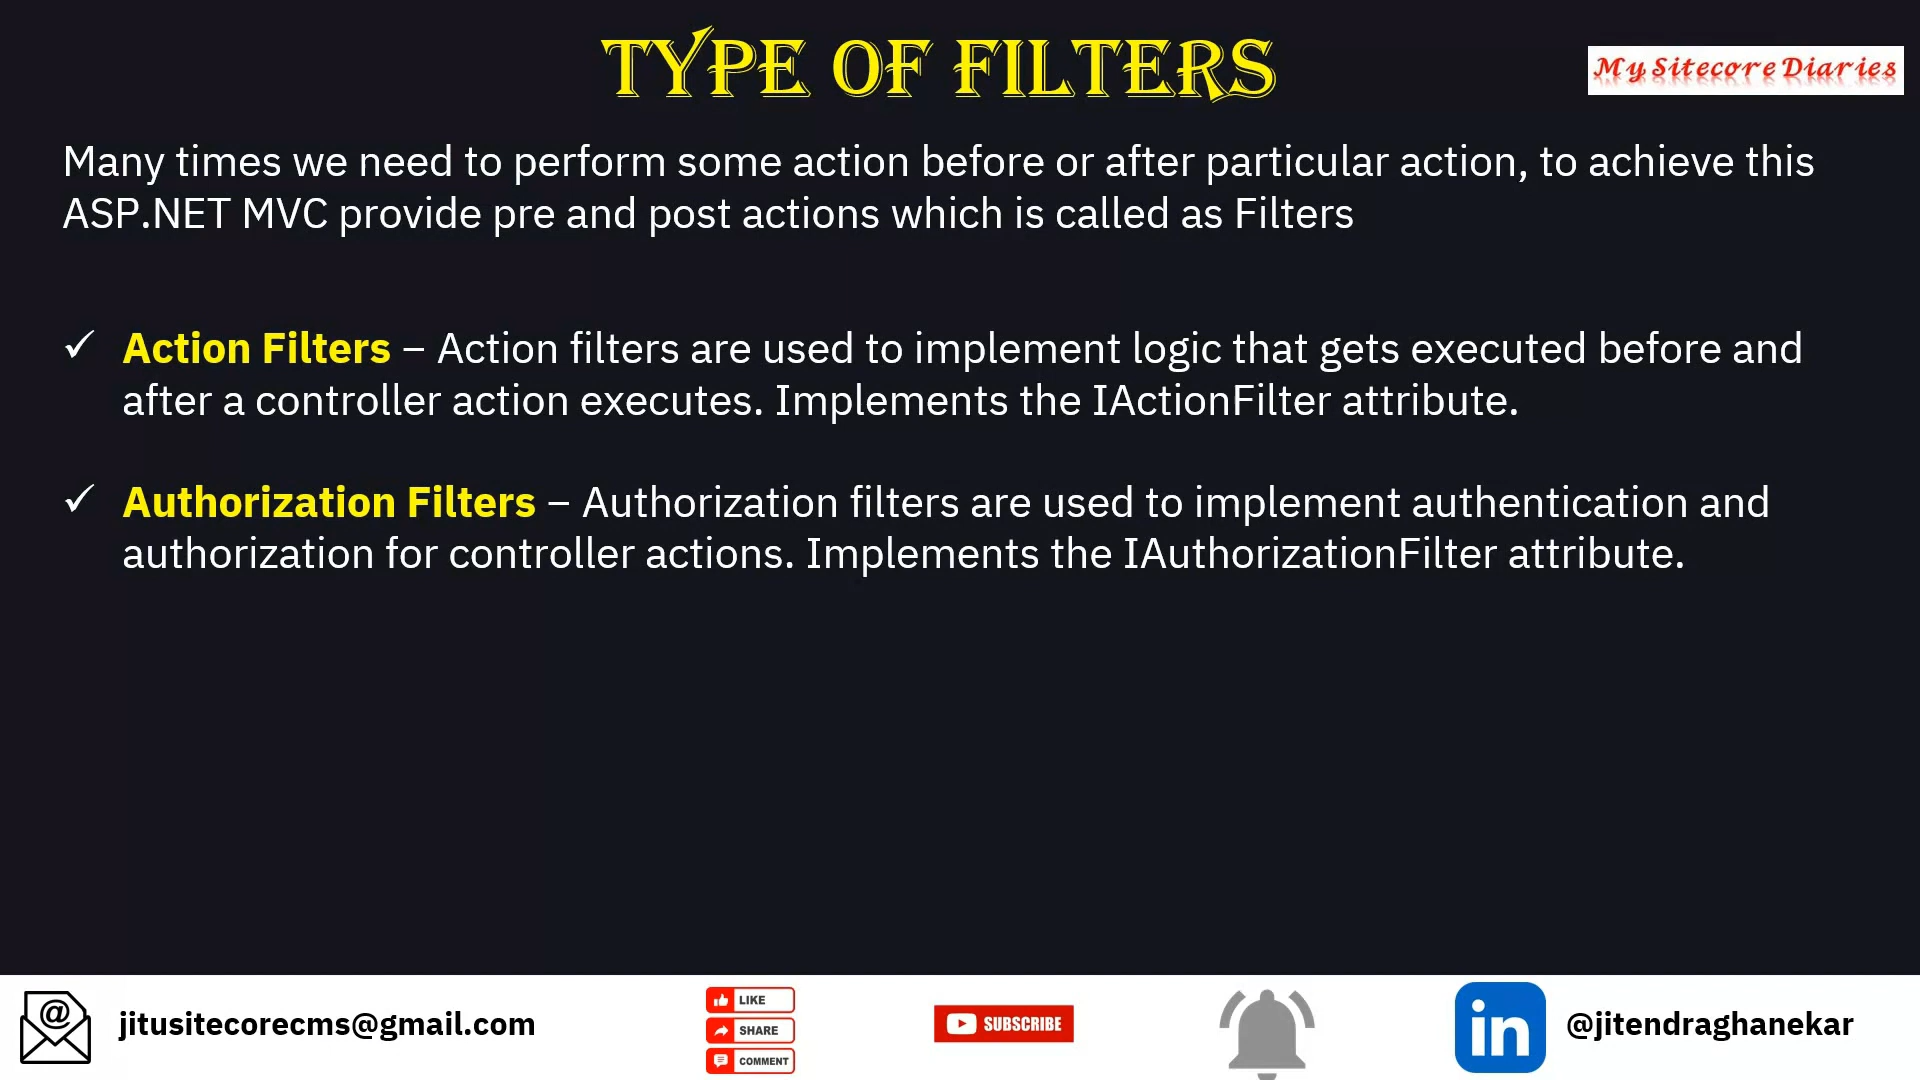 TYPE OF FILTERS
My Sitecore Diaries
Many times we need to perform some action before or after particular action, to achieve this
ASP.NET MVC provide pre and post actions which is called as Filters
✓ Action Filters – Action filters are used to implement logic that gets executed before and
after a controller action executes. Implements the IActionFilter attribute.
✓ Authorization Filters – Authorization filters are used to implement authentication and
authorization for controller actions. Implements the IAuthorizationFilter attribute.
@
jitusitecorecms@gmail.com
LIKE
SHARE
COMMENT
SUBSCRIBE
in
@jitendraghanekar